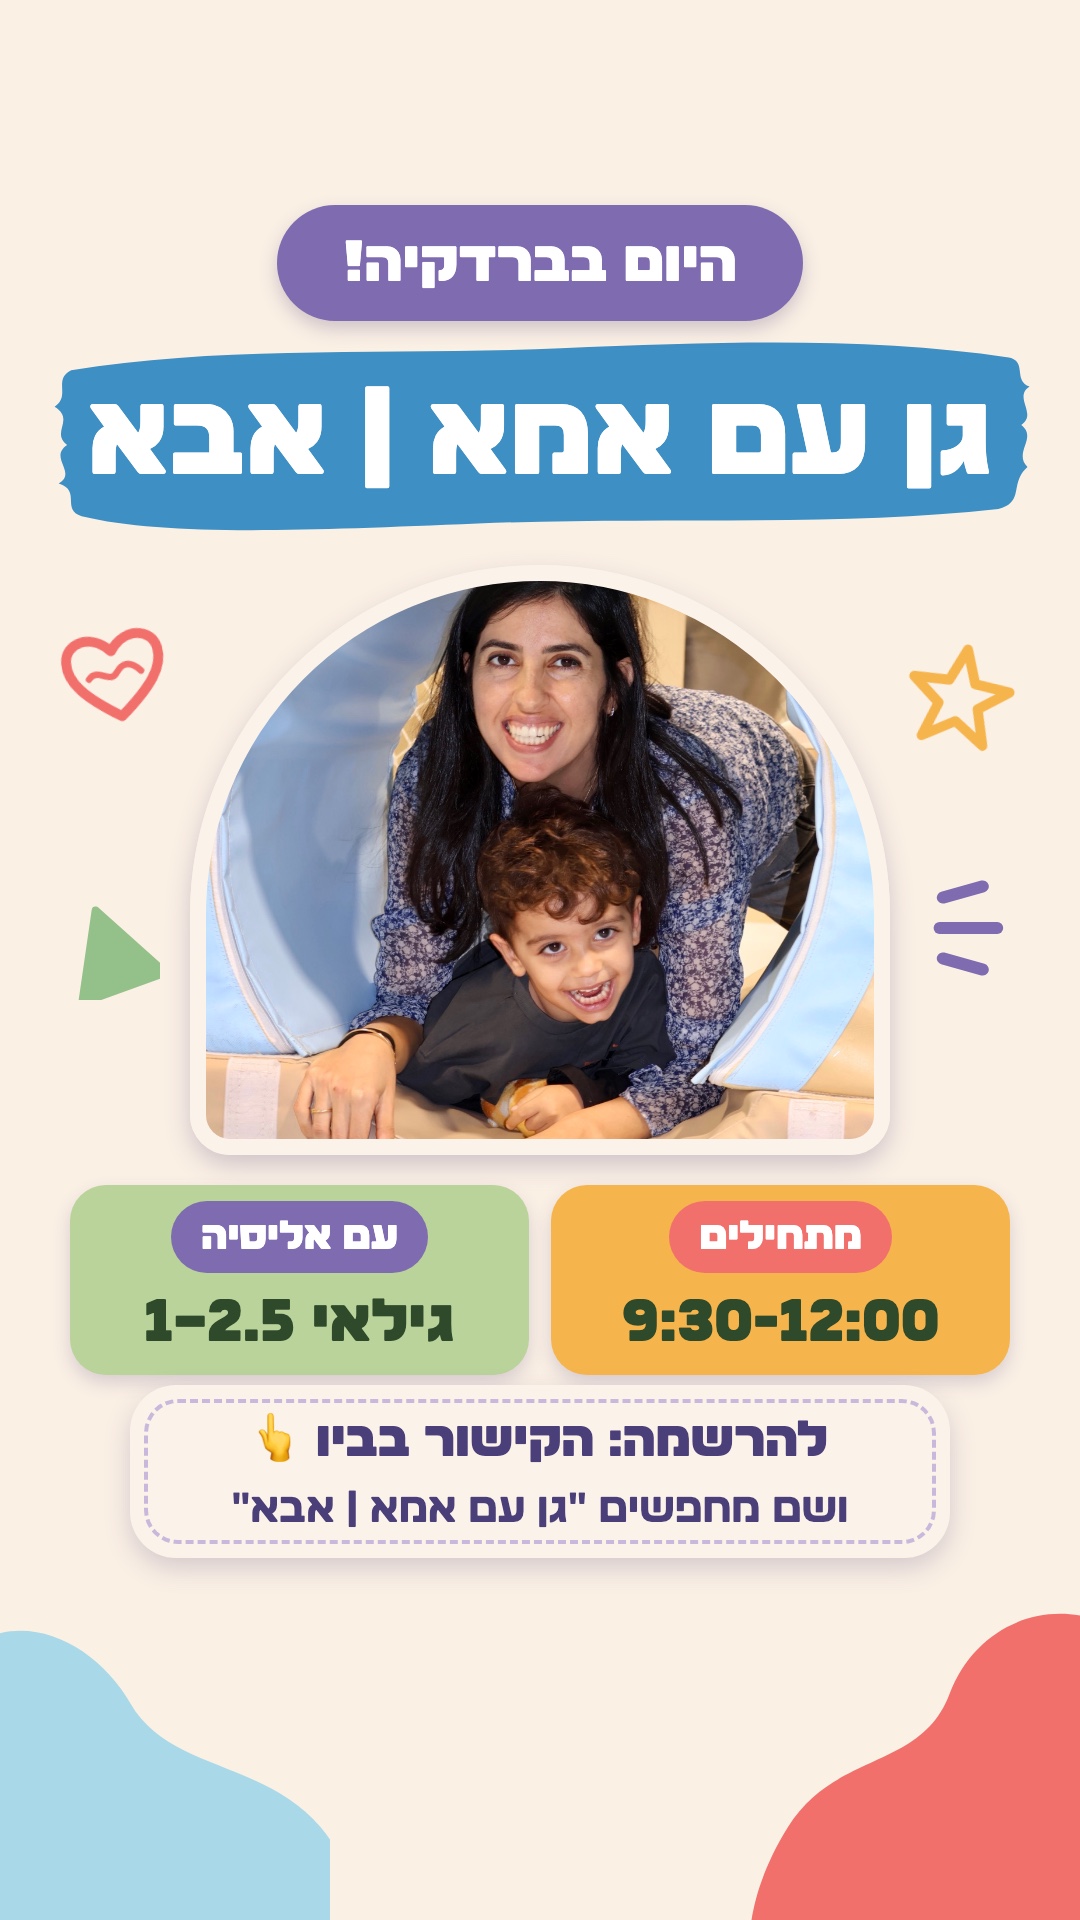 היום בברדקיה!
גן עם אמא | אבא
מתחילים
9:30-12:00
עם אליסיה
גילאי 1-2.5
להרשמה: הקישור בביו 👆
ושם מחפשים "גן עם אמא | אבא"